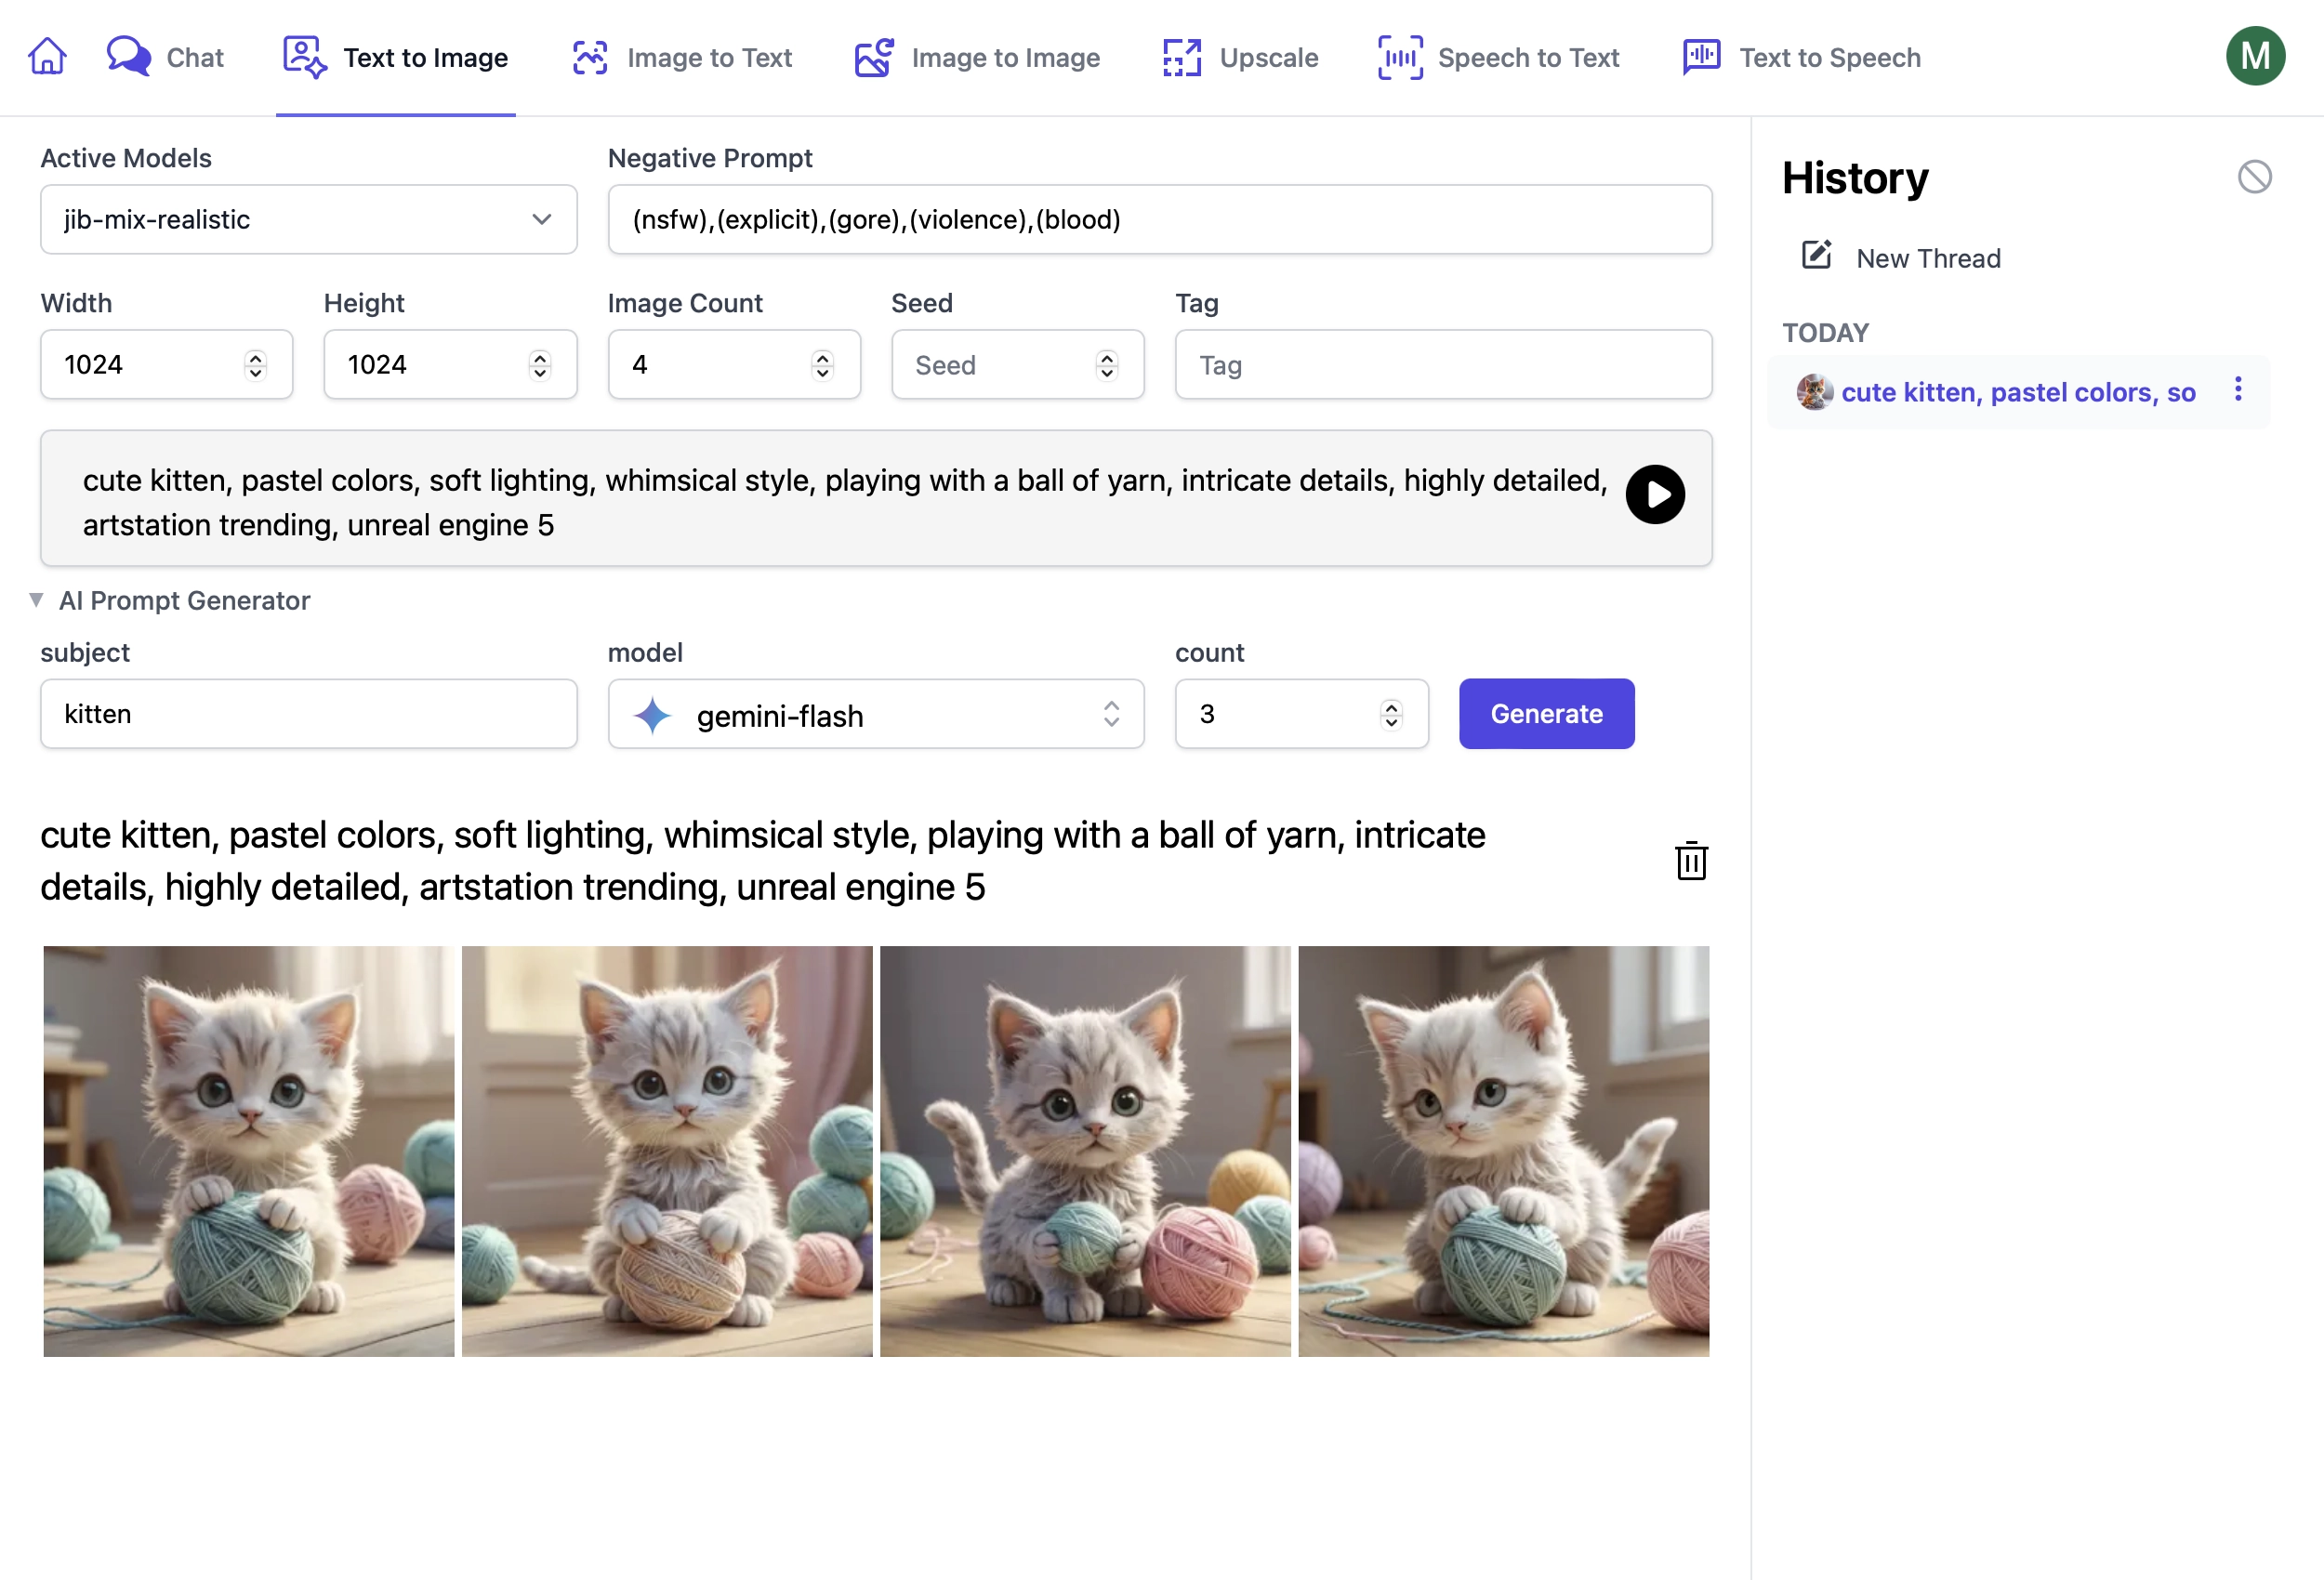 Chat
Text to Image
Image to Text
Image to Image
Upscale
Speech to Text
Text to Speech
M
Active Models
jib-mix-realistic
Negative Prompt
(nsfw),(explicit),(gore),(violence),(blood)
Width
1024
Height
1024
Image Count
4
Seed
Seed
Tag
Tag
cute kitten, pastel colors, soft lighting, whimsical style, playing with a ball of yarn, intricate details, highly detailed,
artstation trending, unreal engine 5
AI Prompt Generator
subject
kitten
model
gemini-flash
count
3
Generate
cute kitten, pastel colors, soft lighting, whimsical style, playing with a ball of yarn, intricate
details, highly detailed, artstation trending, unreal engine 5
History
New Thread
TODAY
cute kitten, pastel colors, so